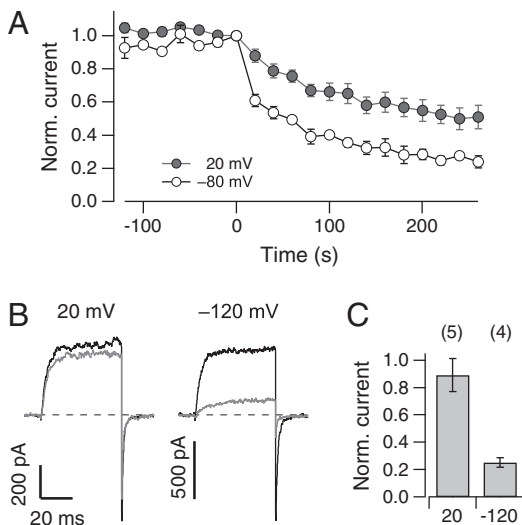 A
Norm. current
1.0
0.8
0.6
0.4
0.2
0.0
20 mV
–80 mV
-100 0 100 200
Time (s)
B
20 mV
–120 mV
200 pA
20 ms
500 pA
C
(5) (4)
Norm. current
1.0
0.8
0.6
0.4
0.2
0.0
20 -120